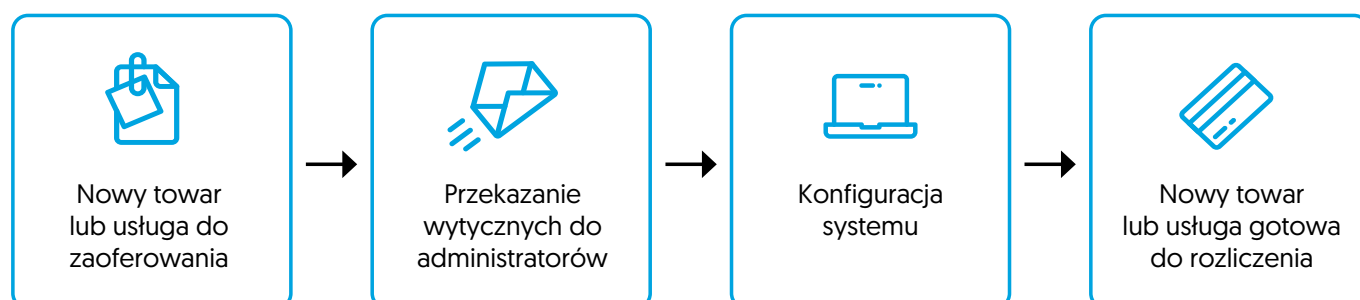 Nowy towar
lub usługa do
zaoferowania
Przekazanie
wytycznych do
administratorów
Konfiguracja
systemu
Nowy towar
lub usługa gotowa
do rozliczenia